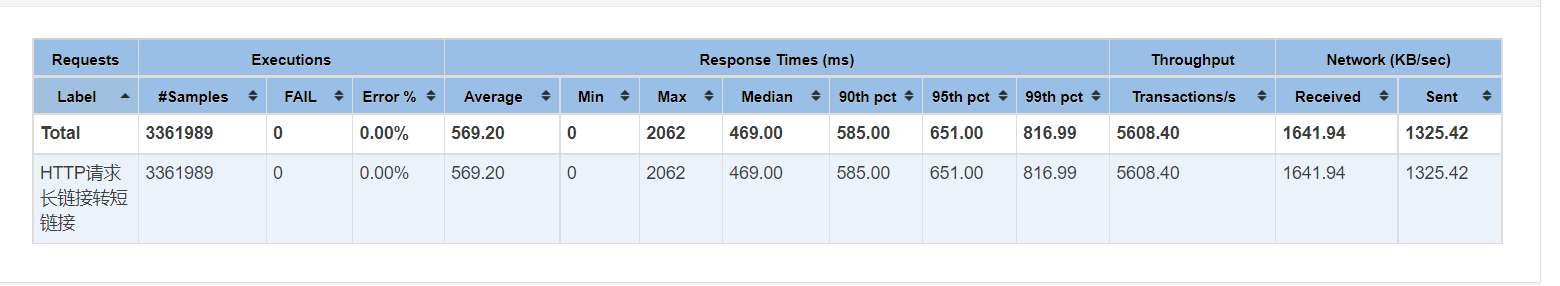 Requests Executions Response Times (ms) Throughput Network (KB/sec)
Label #Samples FAIL Error % Average Min Max Median 90th pct 95th pct 99th pct Transactions/s Received Sent
Total 3361989 0 0.00% 569.20 0 2062 469.00 585.00 651.00 816.99 5608.40 1641.94 1325.42
HTTP请求 3361989 0 0.00% 569.20 0 2062 469.00 585.00 651.00 816.99 5608.40 1641.94 1325.42
长链接转短
链接